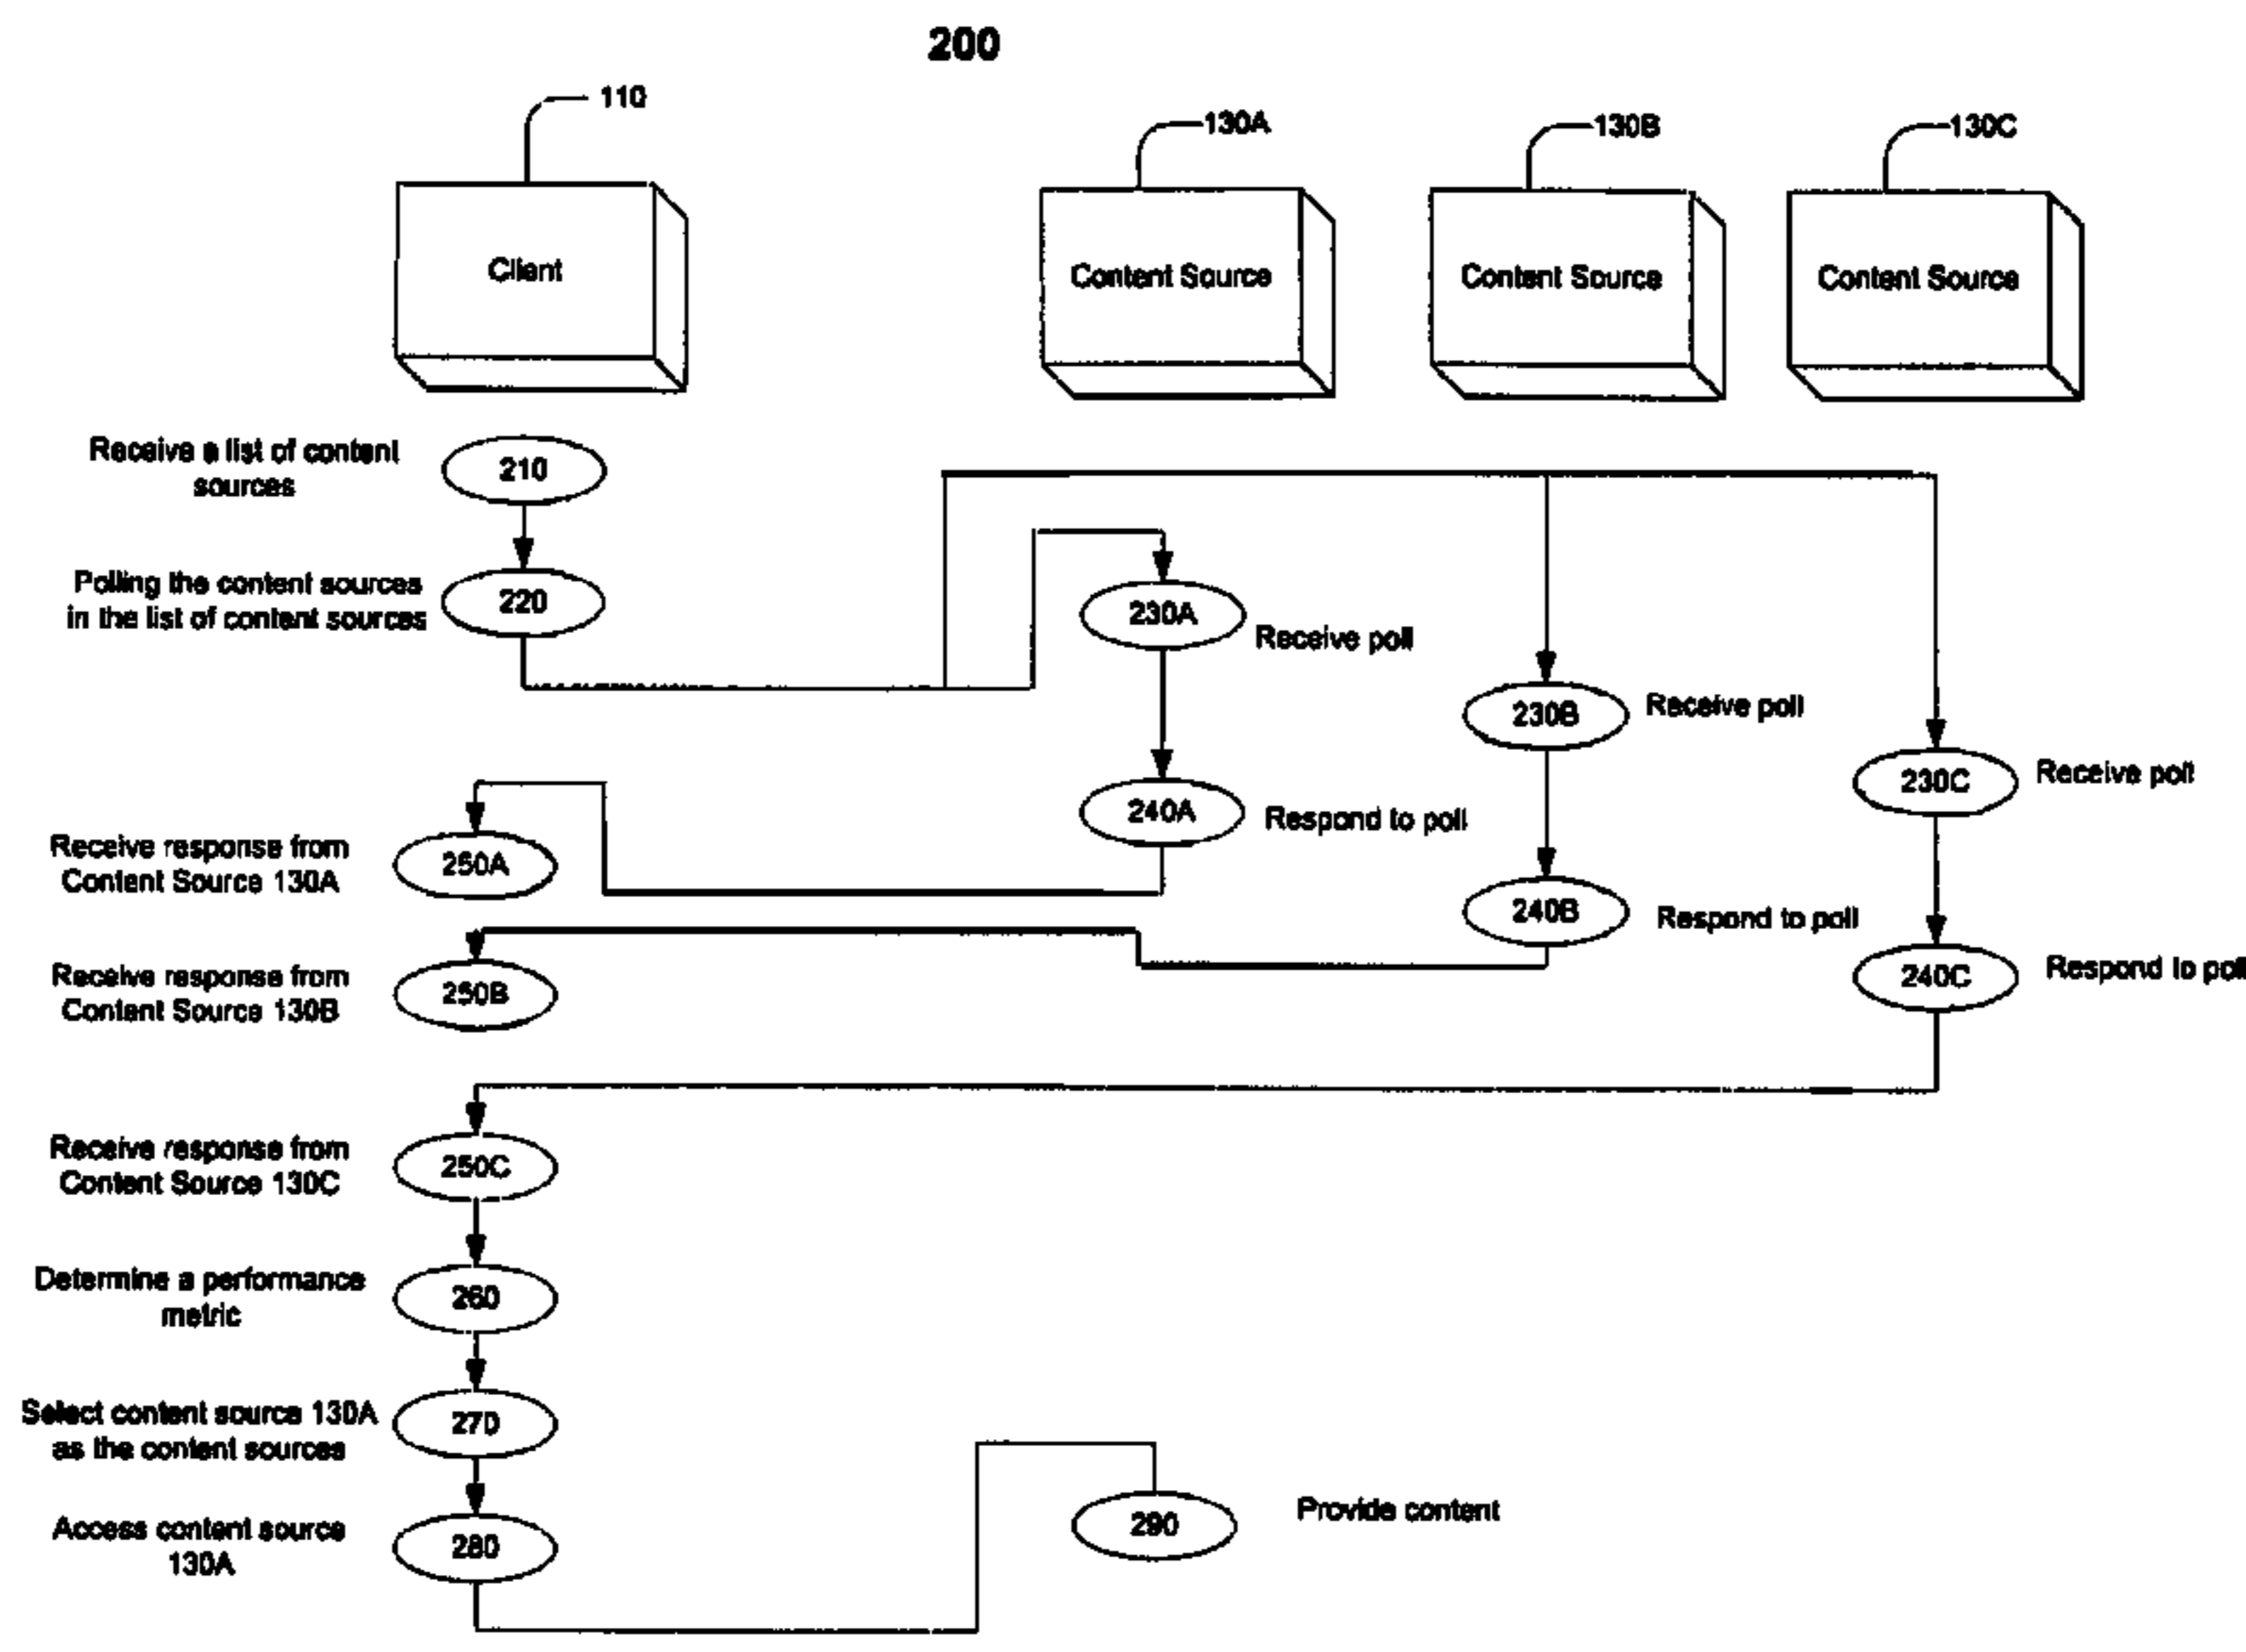 200
110
130A
130B
130C
Client
Content Source
Content Source
Content Source
Receive a list of content
sources
210
Polling the content sources
in the list of content sources
220
230A
Receive poll
230B
Receive poll
230C
Receive poll
240A
Respond to poll
240B
Respond to poll
240C
Respond to poll
Receive response from
Content Source 130A
250A
Receive response from
Content Source 130B
250B
Receive response from
Content Source 130C
250C
Determine a performance
metric
260
Select content source 130A
as the content sources
270
Access content source
130A
280
290
Provide content